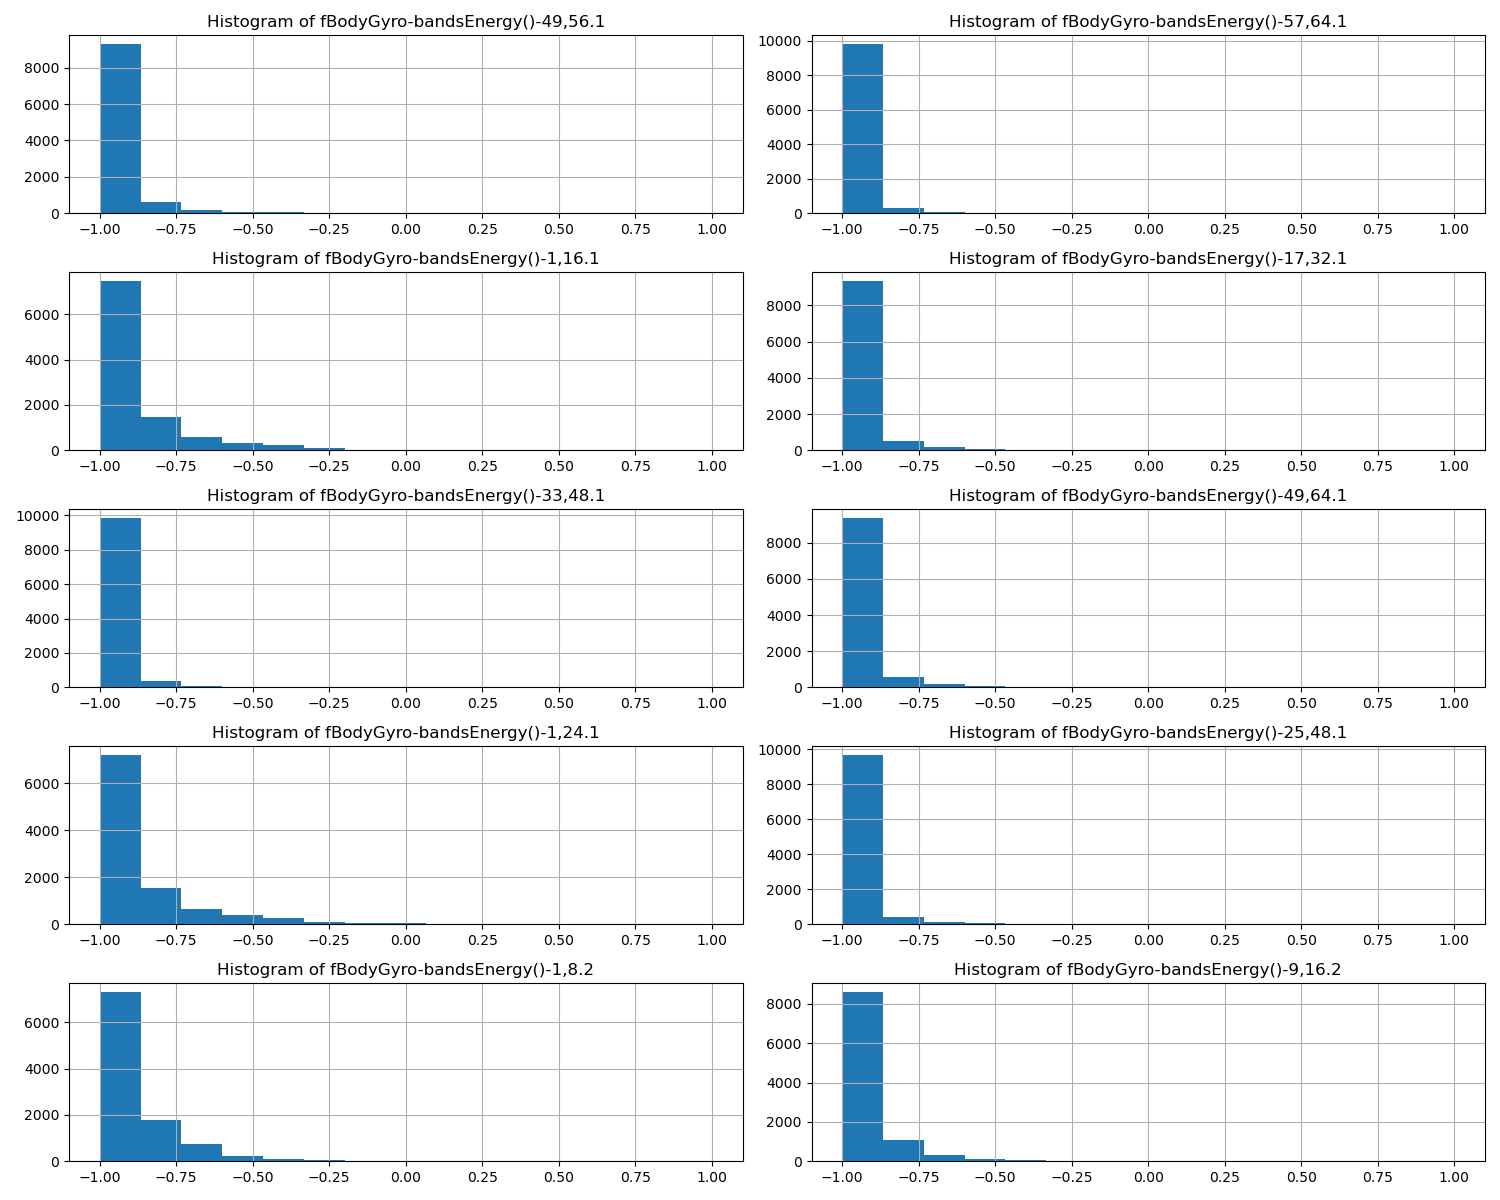 Histogram of fBodyGyro-bandsEnergy()-49,56.1
8000
6000
4000
2000
0
−1.00 −0.75 −0.50 −0.25 0.00 0.25 0.50 0.75 1.00
Histogram of fBodyGyro-bandsEnergy()-57,64.1
10000
8000
6000
4000
2000
0
−1.00 −0.75 −0.50 −0.25 0.00 0.25 0.50 0.75 1.00
Histogram of fBodyGyro-bandsEnergy()-1,16.1
6000
4000
2000
0
−1.00 −0.75 −0.50 −0.25 0.00 0.25 0.50 0.75 1.00
Histogram of fBodyGyro-bandsEnergy()-17,32.1
8000
6000
4000
2000
0
−1.00 −0.75 −0.50 −0.25 0.00 0.25 0.50 0.75 1.00
Histogram of fBodyGyro-bandsEnergy()-33,48.1
10000
8000
6000
4000
2000
0
−1.00 −0.75 −0.50 −0.25 0.00 0.25 0.50 0.75 1.00
Histogram of fBodyGyro-bandsEnergy()-49,64.1
8000
6000
4000
2000
0
−1.00 −0.75 −0.50 −0.25 0.00 0.25 0.50 0.75 1.00
Histogram of fBodyGyro-bandsEnergy()-1,24.1
6000
4000
2000
0
−1.00 −0.75 −0.50 −0.25 0.00 0.25 0.50 0.75 1.00
Histogram of fBodyGyro-bandsEnergy()-25,48.1
10000
8000
6000
4000
2000
0
−1.00 −0.75 −0.50 −0.25 0.00 0.25 0.50 0.75 1.00
Histogram of fBodyGyro-bandsEnergy()-1,8.2
6000
4000
2000
0
−1.00 −0.75 −0.50 −0.25 0.00 0.25 0.50 0.75 1.00
Histogram of fBodyGyro-bandsEnergy()-9,16.2
8000
6000
4000
2000
0
−1.00 −0.75 −0.50 −0.25 0.00 0.25 0.50 0.75 1.00